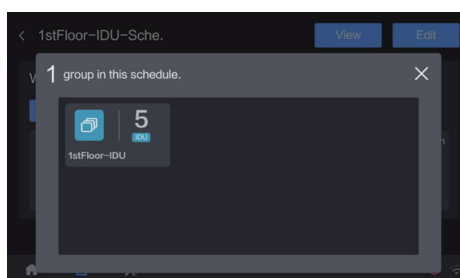 1stFloor-IDU-Sche.
View
Edit
1 group in this schedule.
5
IDU
1stFloor-IDU